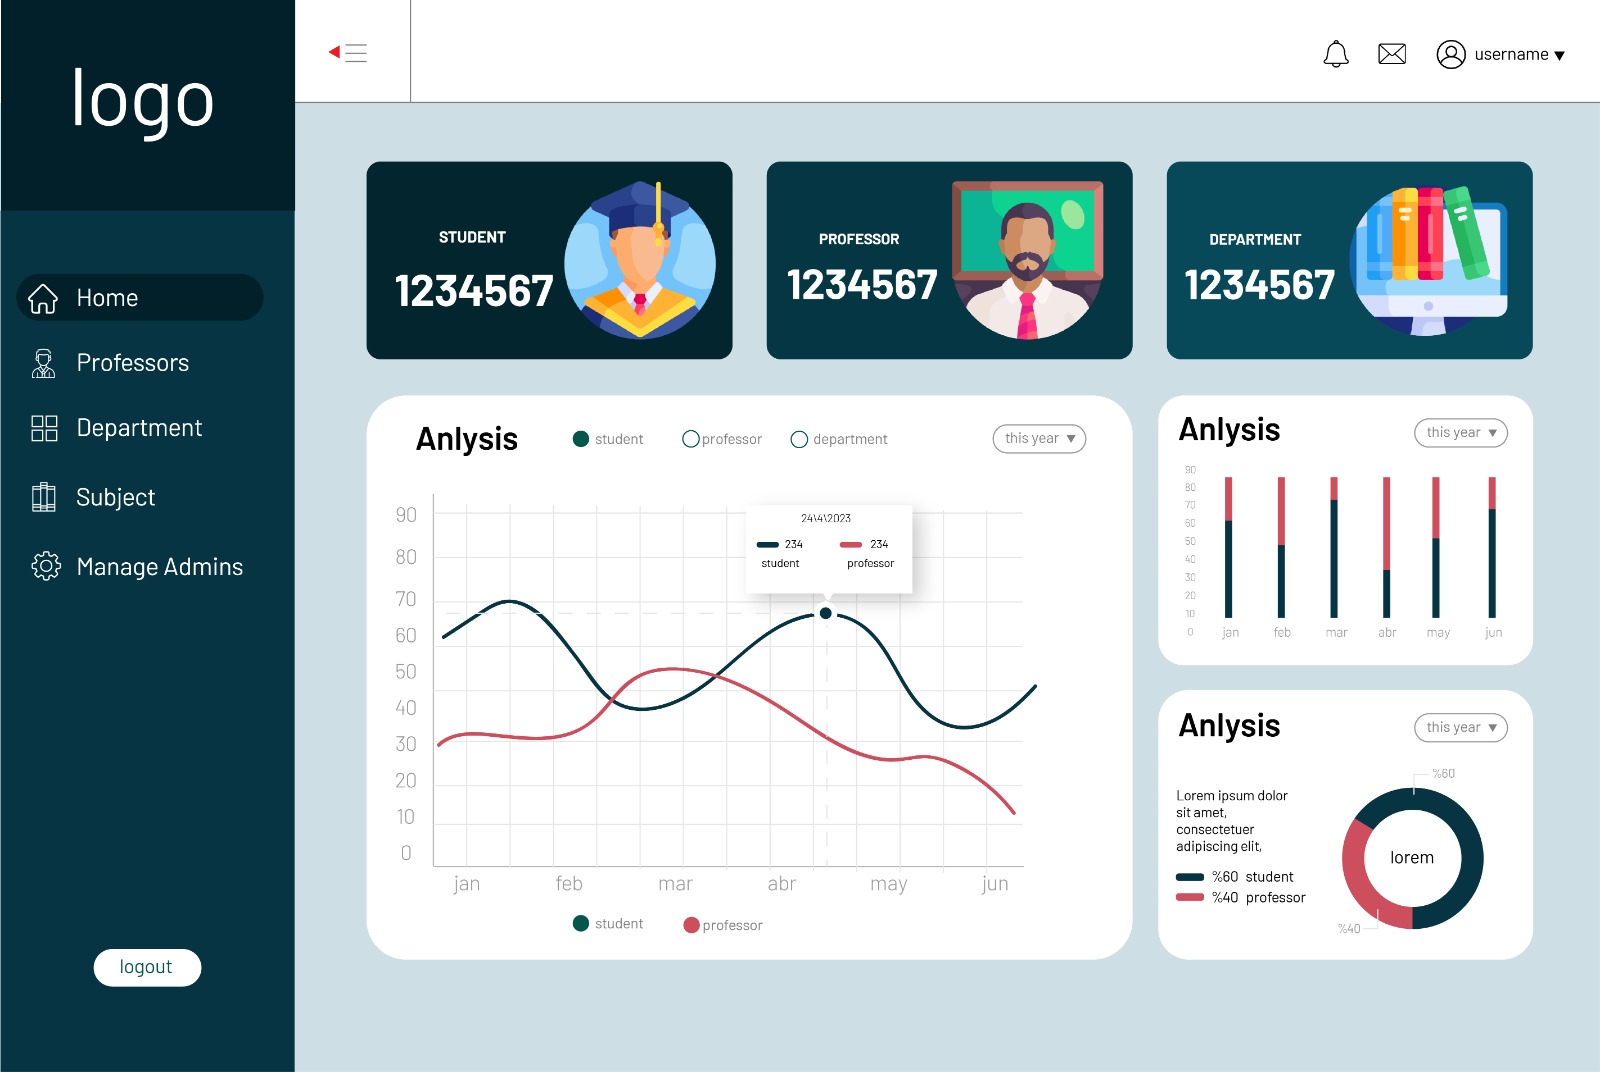 logo
Home
Professors
Department
Subject
Manage Admins
logout
username
STUDENT
1234567
PROFESSOR
1234567
DEPARTMENT
1234567
Anlysis
student professor department
this year
90
80
70
60
50
40
30
20
10
0
24\4\2023
234 234
student professor
jan feb mar abr may jun
student professor
Anlysis
this year
90
80
70
60
50
40
30
20
10
0
jan feb mar abr may jun
Anlysis
this year
%60
Lorem ipsum dolor
sit amet,
consectetuer
adipiscing elit,
lorem
%60 student
%40 professor
%40